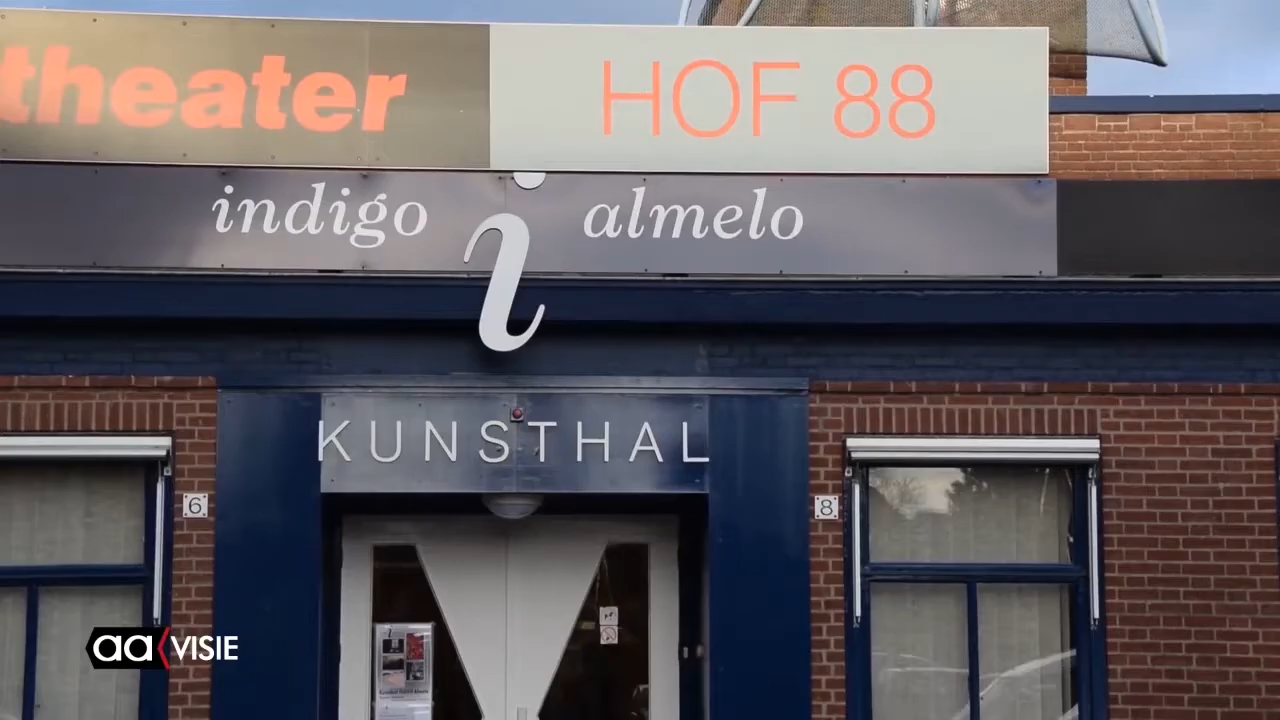 theater HOF 88
indigo i almelo
KUNSTHAL
6
8
aa VISIE